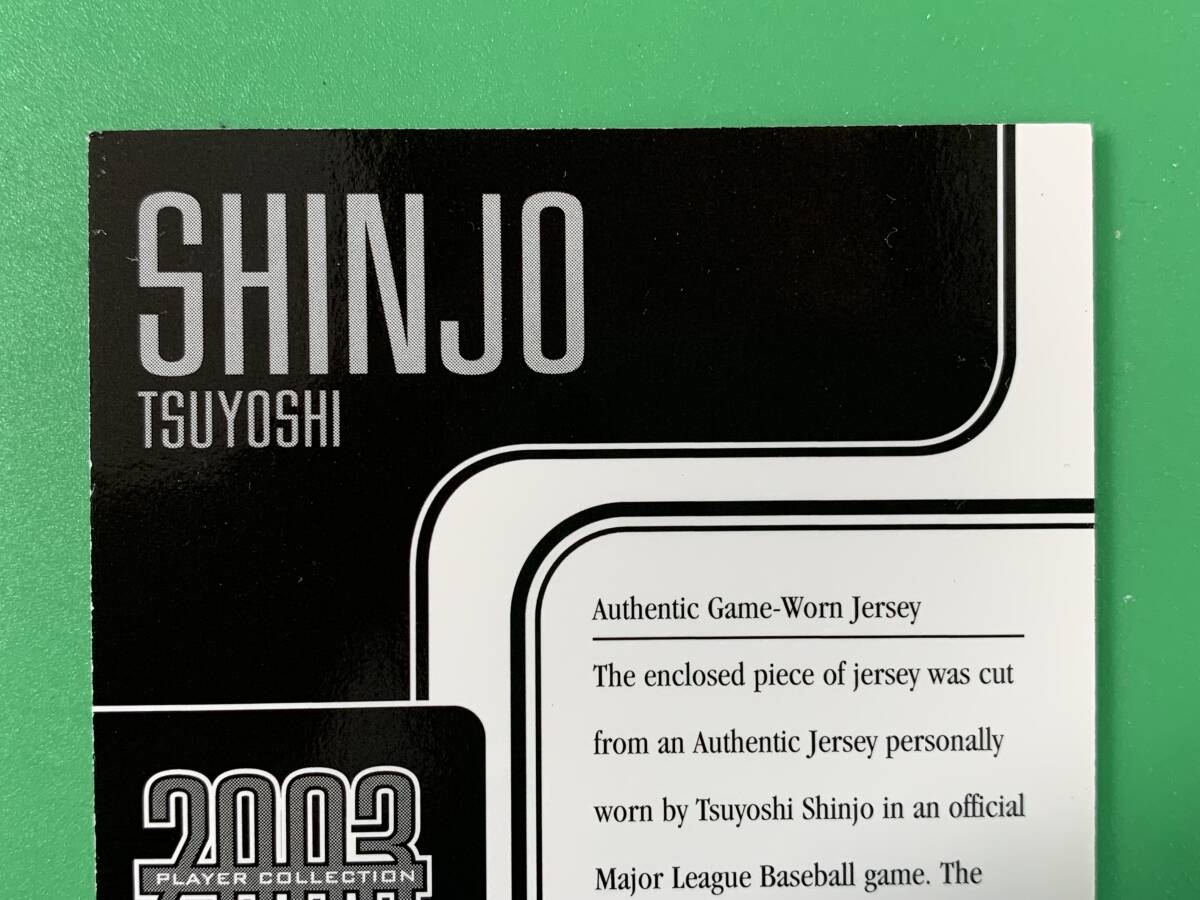 SHINJO
TSUYOSHI
Authentic Game-Worn Jersey
The enclosed piece of jersey was cut
from an Authentic Jersey personally
worn by Tsuyoshi Shinjo in an official
Major League Baseball game. The
2003
PLAYER COLLECTION